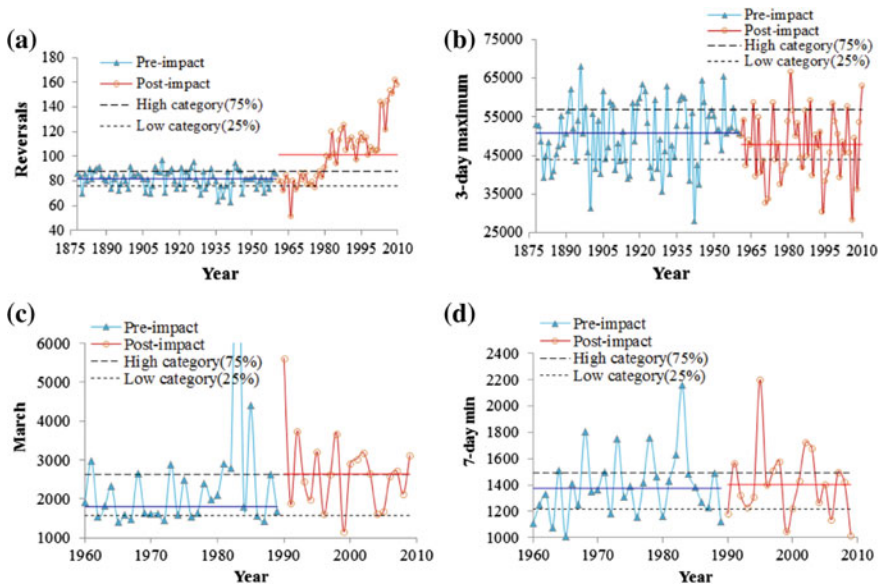 (a)
Pre-impact
Post-impact
High category(75%)
Low category(25%)
Reversals
180
160
140
120
100
80
60
40
1875 1890 1905 1920 1935 1950 1965 1980 1995 2010
Year
(b)
Pre-impact
Post-impact
High category(75%)
Low category(25%)
3-day maximum
75000
65000
55000
45000
35000
25000
1875 1890 1905 1920 1935 1950 1965 1980 1995 2010
Year
(c)
Pre-impact
Post-impact
High category(75%)
Low category(25%)
March
6000
5000
4000
3000
2000
1000
1960 1970 1980 1990 2000 2010
Year
(d)
Pre-impact
Post-impact
High category(75%)
Low category(25%)
7-day min
2400
2200
2000
1800
1600
1400
1200
1000
1960 1970 1980 1990 2000 2010
Year